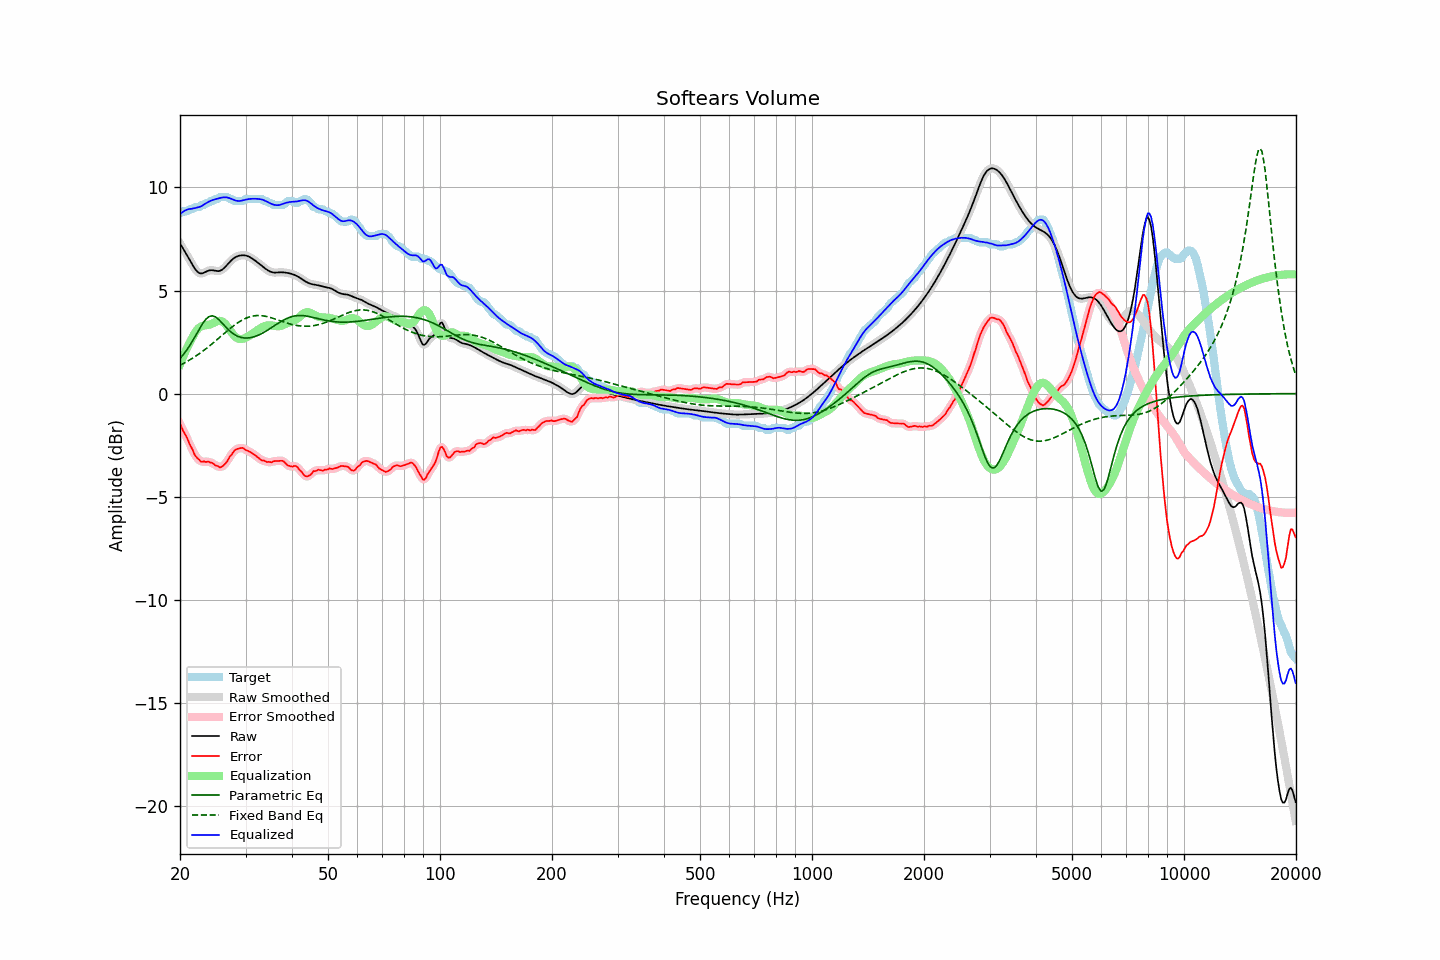 Softears Volume
Amplitude (dBr)
10
5
0
−5
−10
−15
−20
Target
Raw Smoothed
Error Smoothed
Raw
Error
Equalization
Parametric Eq
Fixed Band Eq
Equalized
20 50 100 200 500 1000 2000 5000 10000 20000
Frequency (Hz)